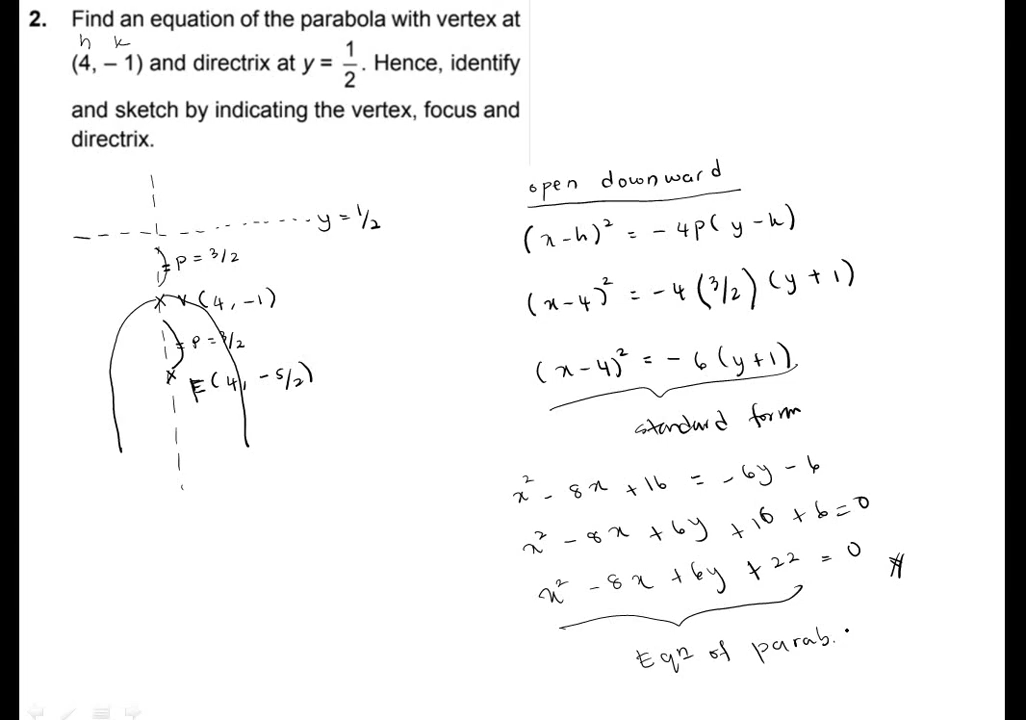 2. Find an equation of the parabola with vertex at
h k
(4, – 1) and directrix at y = 1/2. Hence, identify
and sketch by indicating the vertex, focus and
directrix.
y = 1/2
P = 3/2
V (4, -1)
P = 3/2
F (4, -5/2)
open downward
(x-h)² = -4P(y-k)
(x-4)² = -4(3/2)(y+1)
(x-4)² = -6(y+1)
standard form
x² - 8x + 16 = -6y - 6
x² - 8x + 6y + 16 + 6 = 0
x² - 8x + 6y + 22 = 0 #
Eqn of parab.